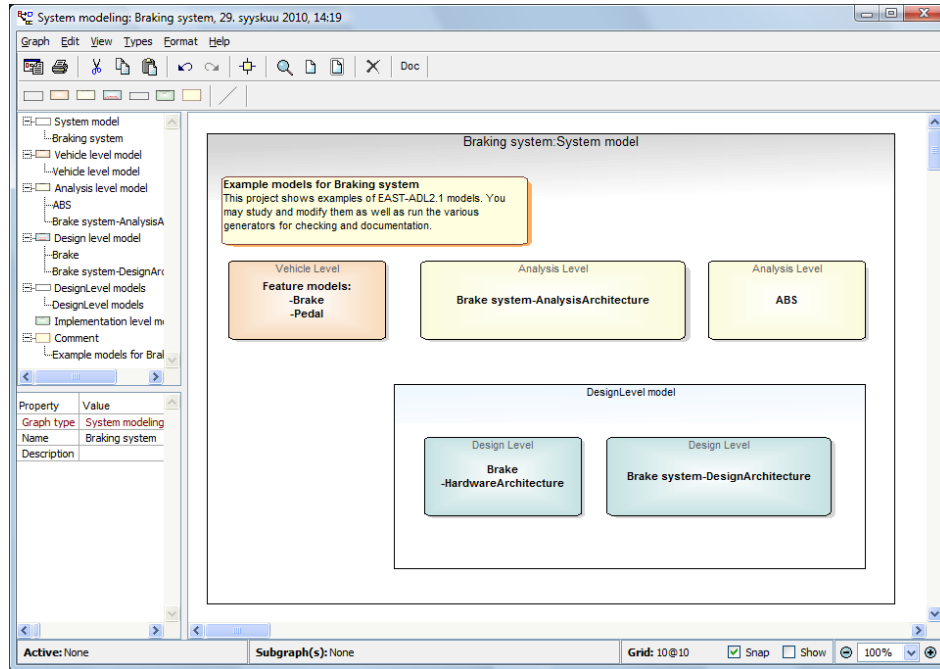 System modeling: Braking system, 29. syyskuu 2010, 14:19
Graph Edit View Types Format Help
Doc
System model
Braking system
Vehicle level model
Vehicle level model
Analysis level model
ABS
Brake system-AnalysisA
Design level model
Brake
Brake system-DesignArc
DesignLevel models
DesignLevel models
Implementation level m
Comment
Example models for Bra
Property Value
Graph type System modeling
Name Braking system
Description
Braking system:System model
Example models for Braking system
This project shows examples of EAST-ADL2.1 models. You
may study and modify them as well as run the various
generators for checking and documentation.
Vehicle Level
Feature models:
-Brake
-Pedal
Analysis Level
Brake system-AnalysisArchitecture
Analysis Level
ABS
DesignLevel model
Design Level
Brake
-HardwareArchitecture
Design Level
Brake system-DesignArchitecture
Active: None
Subgraph(s): None
Grid: 10@10
Snap
Show
100%